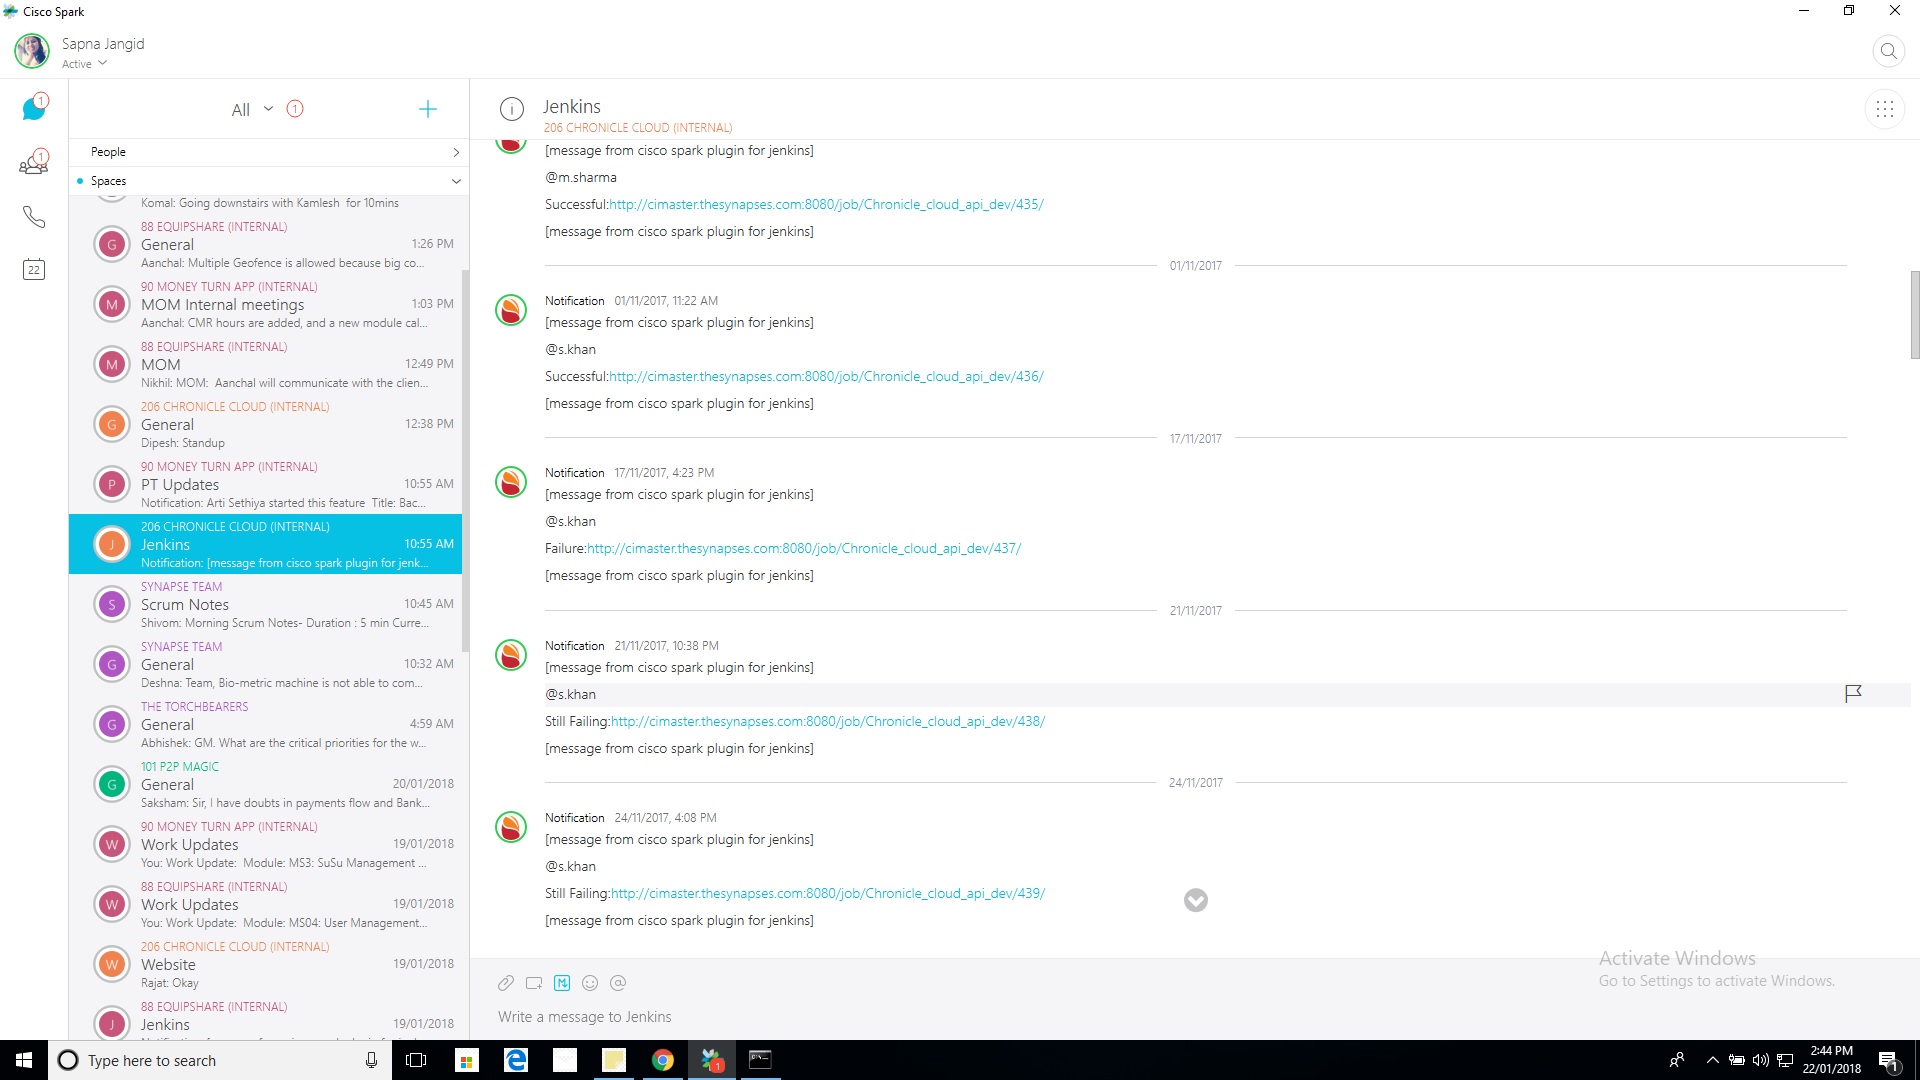 Cisco Spark
Sapna Jangid
Active
1
All
1
1
People
Spaces
22
Komal: Going downstairs with Kamlesh for 10mins
88 EQUIPSHARE (INTERNAL)
G
General
1:26 PM
Aanchal: Multiple Geofence is allowed because big co...
90 MONEY TURN APP (INTERNAL)
M
MOM Internal meetings
1:03 PM
Aanchal: CMR hours are added, and a new module cal...
88 EQUIPSHARE (INTERNAL)
M
MOM
12:49 PM
Nikhil: MOM: Aanchal will communicate with the clien...
206 CHRONICLE CLOUD (INTERNAL)
G
General
12:38 PM
Dipesh: Standup
90 MONEY TURN APP (INTERNAL)
P
PT Updates
10:55 AM
Notification: Arti Sethiya started this feature Title: Bac...
206 CHRONICLE CLOUD (INTERNAL)
J
Jenkins
10:55 AM
Notification: [message from cisco spark plugin for jenk...
SYNAPSE TEAM
S
Scrum Notes
10:45 AM
Shivom: Morning Scrum Notes- Duration : 5 min Curre...
SYNAPSE TEAM
G
General
10:32 AM
Deshna: Team, Bio-metric machine is not able to com...
THE TORCHBEARERS
G
General
4:59 AM
Abhishek: GM. What are the critical priorities for the w...
101 P2P MAGIC
G
General
20/01/2018
Saksham: Sir, I have doubts in payments flow and Bank...
90 MONEY TURN APP (INTERNAL)
W
Work Updates
19/01/2018
You: Work Update: Module: MS3: SuSu Management ...
88 EQUIPSHARE (INTERNAL)
W
Work Updates
19/01/2018
You: Work Update: Module: MS04: User Management...
206 CHRONICLE CLOUD (INTERNAL)
W
Website
19/01/2018
Rajat: Okay
88 EQUIPSHARE (INTERNAL)
J
Jenkins
19/01/2018
Jenkins
206 CHRONICLE CLOUD (INTERNAL)
[message from cisco spark plugin for jenkins]
@m.sharma
Successful:http://cimaster.thesynapses.com:8080/job/Chronicle_cloud_api_dev/435/
[message from cisco spark plugin for jenkins]
01/11/2017
Notification 01/11/2017, 11:22 AM
[message from cisco spark plugin for jenkins]
@s.khan
Successful:http://cimaster.thesynapses.com:8080/job/Chronicle_cloud_api_dev/436/
[message from cisco spark plugin for jenkins]
17/11/2017
Notification 17/11/2017, 4:23 PM
[message from cisco spark plugin for jenkins]
@s.khan
Failure:http://cimaster.thesynapses.com:8080/job/Chronicle_cloud_api_dev/437/
[message from cisco spark plugin for jenkins]
21/11/2017
Notification 21/11/2017, 10:38 PM
[message from cisco spark plugin for jenkins]
@s.khan
Still Failing:http://cimaster.thesynapses.com:8080/job/Chronicle_cloud_api_dev/438/
[message from cisco spark plugin for jenkins]
24/11/2017
Notification 24/11/2017, 4:08 PM
[message from cisco spark plugin for jenkins]
@s.khan
Still Failing:http://cimaster.thesynapses.com:8080/job/Chronicle_cloud_api_dev/439/
[message from cisco spark plugin for jenkins]
Activate Windows
Go to Settings to activate Windows.
Write a message to Jenkins
Type here to search
1
2:44 PM
22/01/2018
1